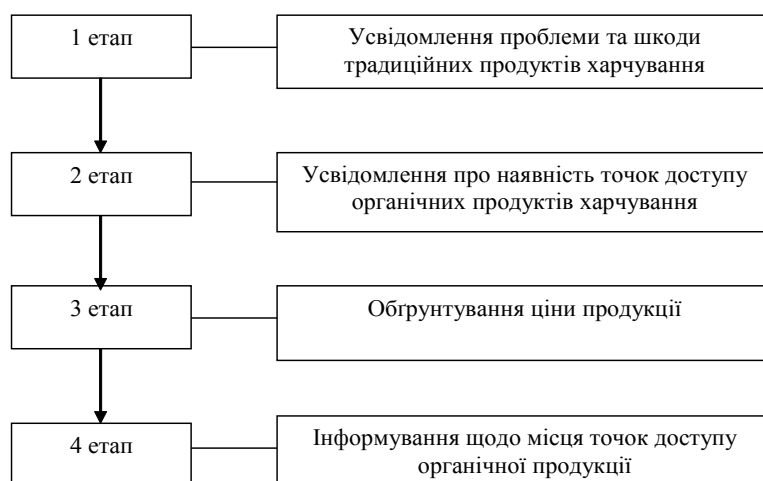 1 етап
Усвідомлення проблеми та шкоди
традиційних продуктів харчування
2 етап
Усвідомлення про наявність точок доступу
органічних продуктів харчування
3 етап
Обґрунтування ціни продукції
4 етап
Інформування щодо місця точок доступу
органічної продукції